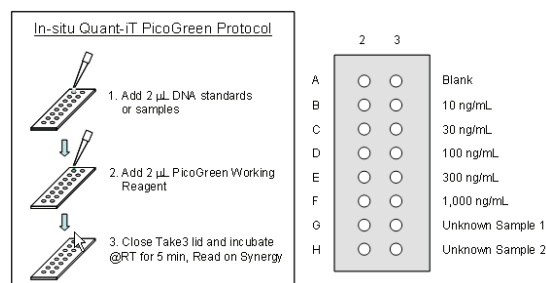 In-situ Quant-iT PicoGreen Protocol
1. Add 2 µL DNA standards
or samples
2. Add 2 µL PicoGreen Working
Reagent
3. Close Take3 lid and incubate
@RT for 5 min, Read on Synergy
2 3
A Blank
B 10 ng/mL
C 30 ng/mL
D 100 ng/mL
E 300 ng/mL
F 1,000 ng/mL
G Unknown Sample 1
H Unknown Sample 2